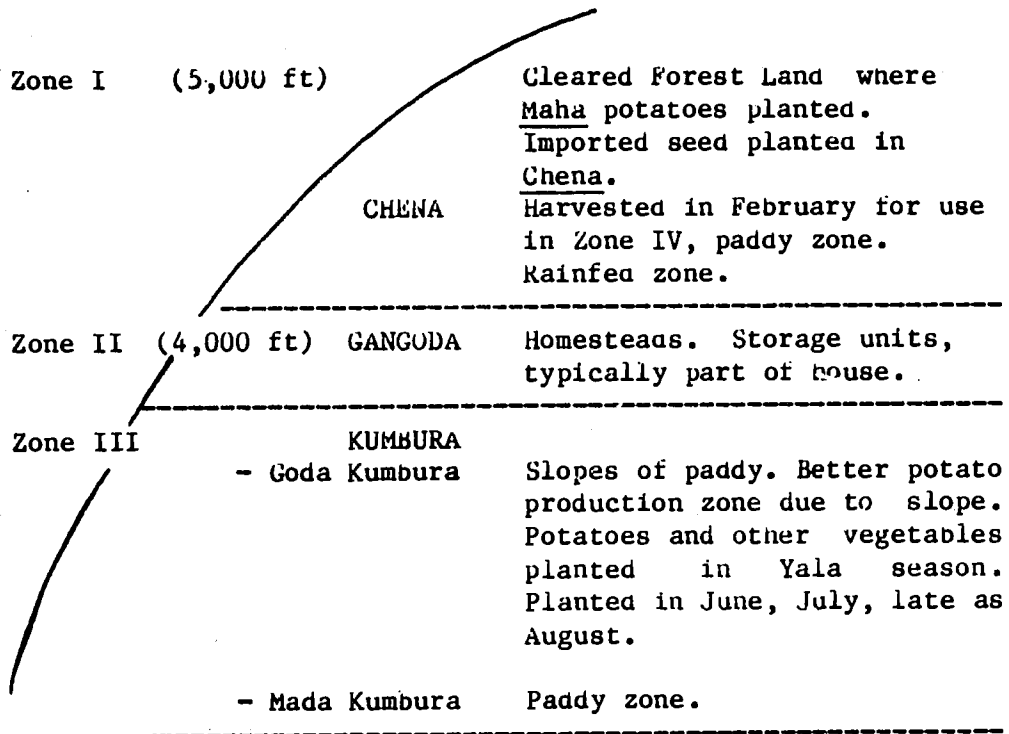 Zone I (5,000 ft) Cleared Forest Land where
Maha potatoes planted.
Imported seed planted in
Chena.
CHENA Harvested in February for use
in Zone IV, paddy zone.
Rainfed zone.
Zone II (4,000 ft) GANGODA Homesteads. Storage units,
typically part of house.
Zone III KUMBURA
- Goda Kumbura Slopes of paddy. Better potato
production zone due to slope.
Potatoes and other vegetables
planted in Yala season.
Planted in June, July, late as
August.
- Mada Kumbura Paddy zone.